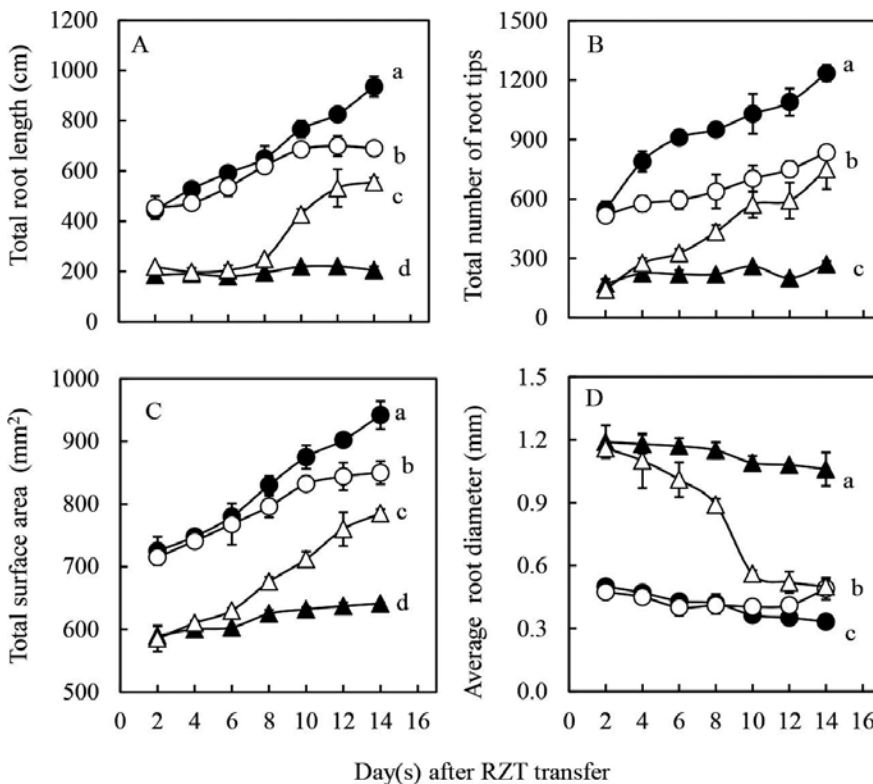 Total root length (cm)
1200
1000
800
600
400
200
0
A
a
b
c
d
Total number of root tips
1500
1200
900
600
300
0
B
a
b
c
Total surface area (mm²)
1000
900
800
700
600
500
C
a
b
c
d
0 2 4 6 8 10 12 14 16
Average root diameter (mm)
1.5
1.2
0.9
0.6
0.3
0.0
D
a
b
c
0 2 4 6 8 10 12 14 16
Day(s) after RZT transfer